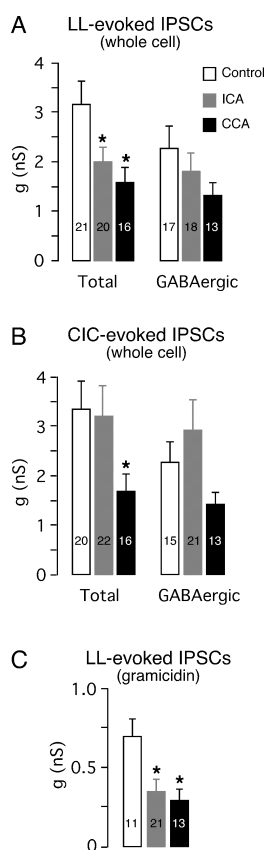 A
LL-evoked IPSCs
(whole cell)
4
3
2
1
0
g (nS)
Control
ICA
CCA
*
*
21 20 16 17 18 13
Total GABAergic
B
CIC-evoked IPSCs
(whole cell)
4
3
2
1
0
g (nS)
*
20 22 16 15 21 13
Total GABAergic
C
LL-evoked IPSCs
(gramicidin)
1.0
0.5
0
g (nS)
*
*
11 21 13